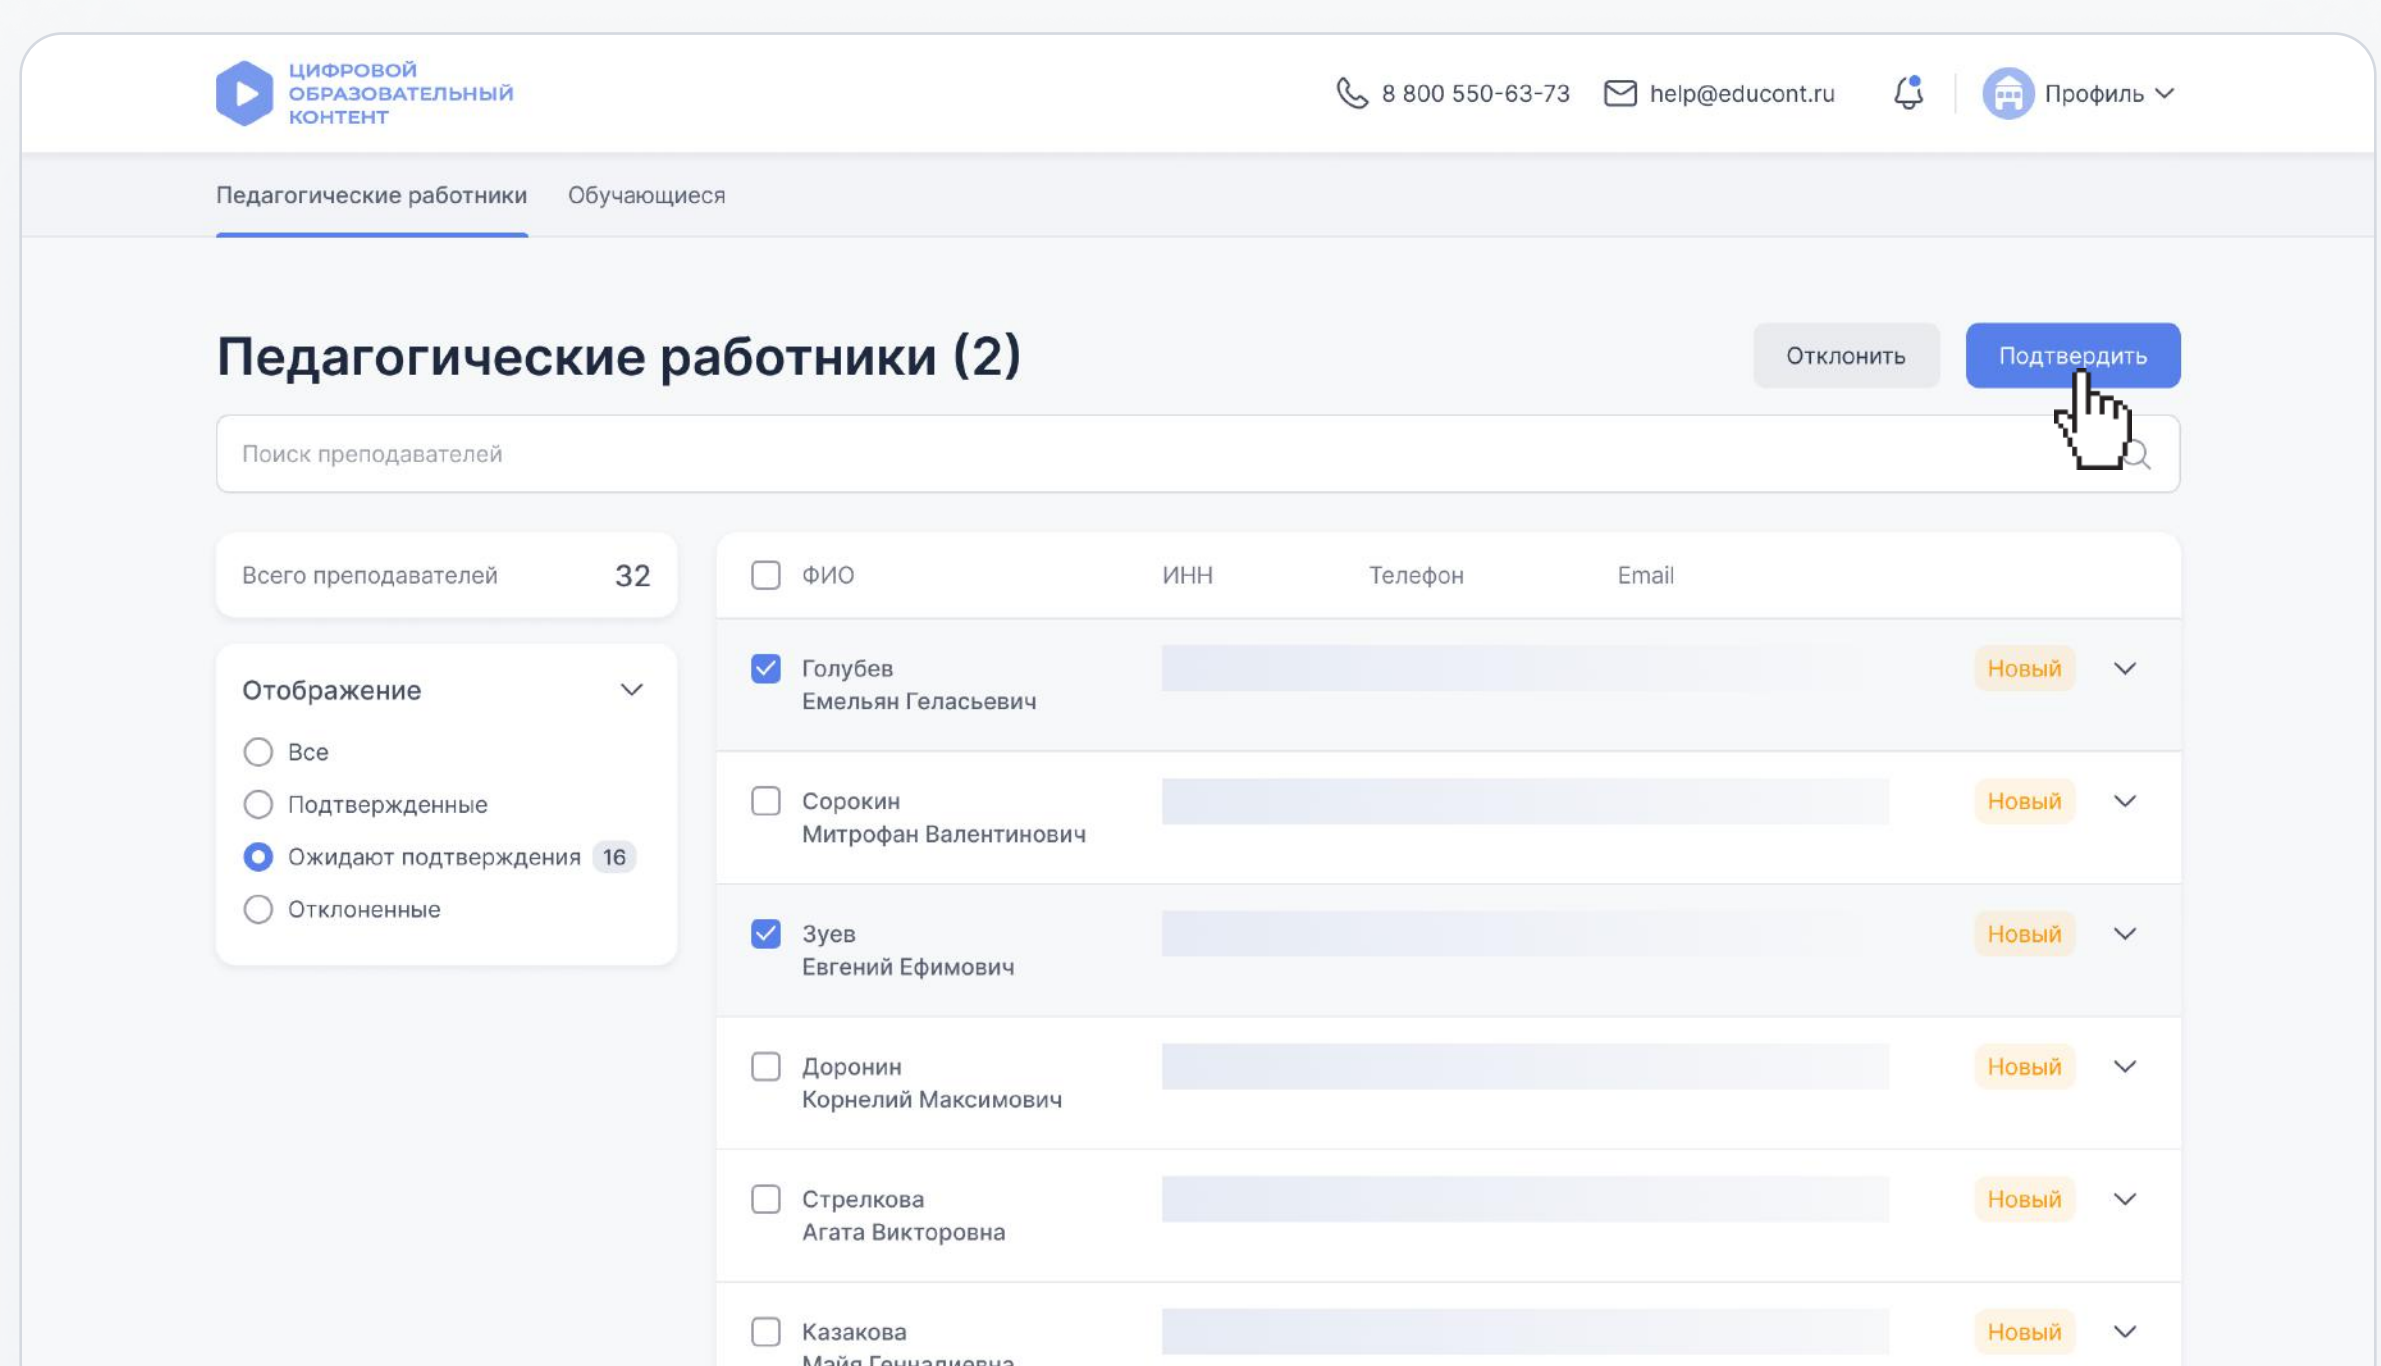 ЦИФРОВОЙ
ОБРАЗОВАТЕЛЬНЫЙ
КОНТЕНТ
8 800 550-63-73
help@educont.ru
Профиль
Педагогические работники
Обучающиеся
Педагогические работники (2)
Отклонить
Подтвердить
Поиск преподавателей
Всего преподавателей 32
Отображение
Все
Подтвержденные
Ожидают подтверждения 16
Отклоненные
ФИО ИНН Телефон Email
Голубев
Емельян Геласьевич
Новый
Сорокин
Митрофан Валентинович
Новый
Зуев
Евгений Ефимович
Новый
Доронин
Корнелий Максимович
Новый
Стрелкова
Агата Викторовна
Новый
Казакова
Майя Геннадиевна
Новый